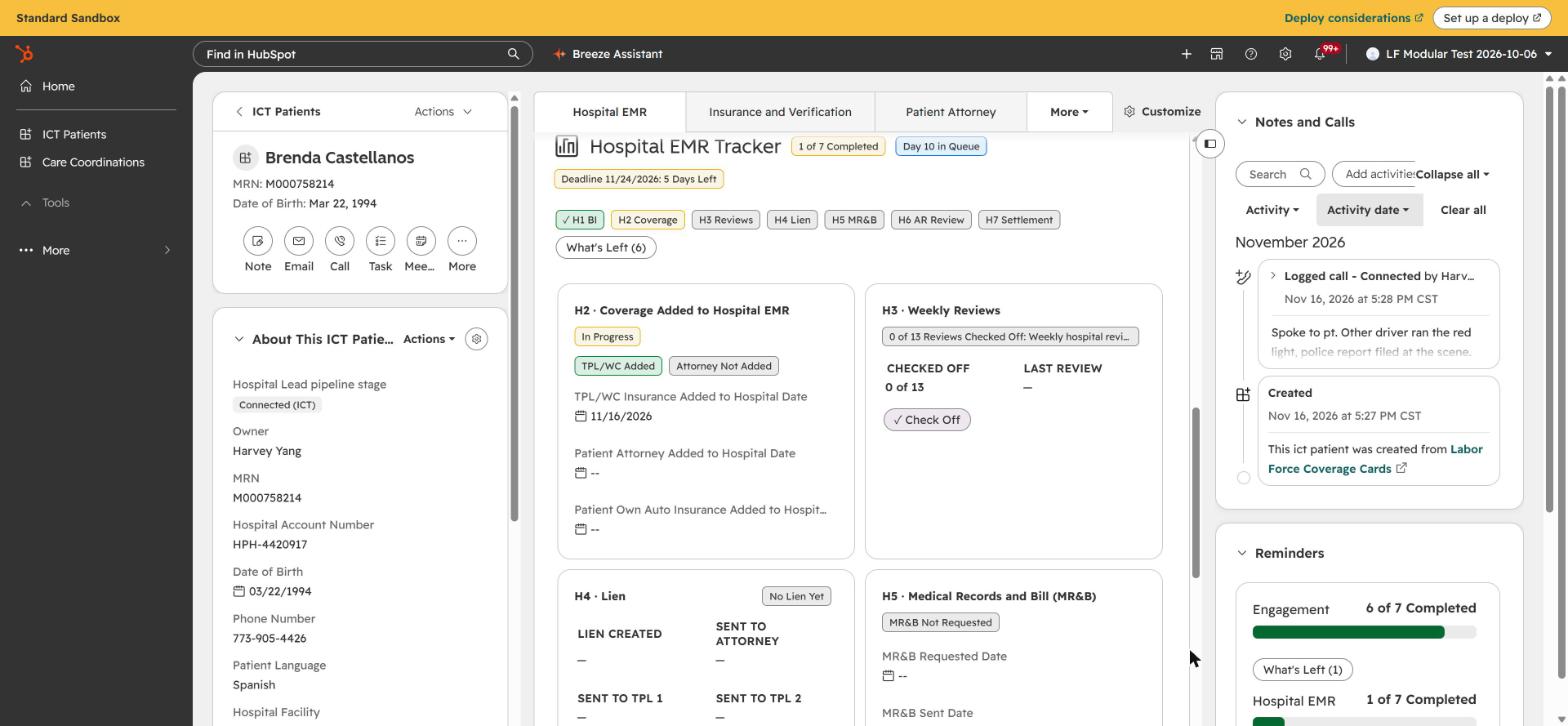 Standard Sandbox
Deploy considerations
Set up a deploy
Find in HubSpot
Breeze Assistant
99+
LF Modular Test 2026-10-06
Home
ICT Patients
Care Coordinations
Tools
More
ICT Patients
Actions
Brenda Castellanos
MRN: M000758214
Date of Birth: Mar 22, 1994
Note
Email
Call
Task
Mee...
More
About This ICT Patie...
Actions
Hospital Lead pipeline stage
Connected (ICT)
Owner
Harvey Yang
MRN
M000758214
Hospital Account Number
HPH-4420917
Date of Birth
03/22/1994
Phone Number
773-905-4426
Patient Language
Spanish
Hospital Facility
Hospital EMR
Insurance and Verification
Patient Attorney
More
Customize
Hospital EMR Tracker
1 of 7 Completed
Day 10 in Queue
Deadline 11/24/2026: 5 Days Left
✓ H1 BI
H2 Coverage
H3 Reviews
H4 Lien
H5 MR&B
H6 AR Review
H7 Settlement
What's Left (6)
H2 · Coverage Added to Hospital EMR
In Progress
TPL/WC Added
Attorney Not Added
TPL/WC Insurance Added to Hospital Date
11/16/2026
Patient Attorney Added to Hospital Date
--
Patient Own Auto Insurance Added to Hospit...
--
H3 · Weekly Reviews
0 of 13 Reviews Checked Off: Weekly hospital revi...
CHECKED OFF
LAST REVIEW
0 of 13
—
✓ Check Off
H4 · Lien
No Lien Yet
LIEN CREATED
SENT TO
ATTORNEY
—
—
SENT TO TPL 1
SENT TO TPL 2
—
—
H5 · Medical Records and Bill (MR&B)
MR&B Not Requested
MR&B Requested Date
--
MR&B Sent Date
Notes and Calls
Search
Add activitie
Collapse all
Activity
Activity date
Clear all
November 2026
Logged call - Connected by Harv...
Nov 16, 2026 at 5:28 PM CST
Spoke to pt. Other driver ran the red
light, police report filed at the scene.
Created
Nov 16, 2026 at 5:27 PM CST
This ict patient was created from Labor
Force Coverage Cards
Reminders
Engagement
6 of 7 Completed
What's Left (1)
Hospital EMR
1 of 7 Completed